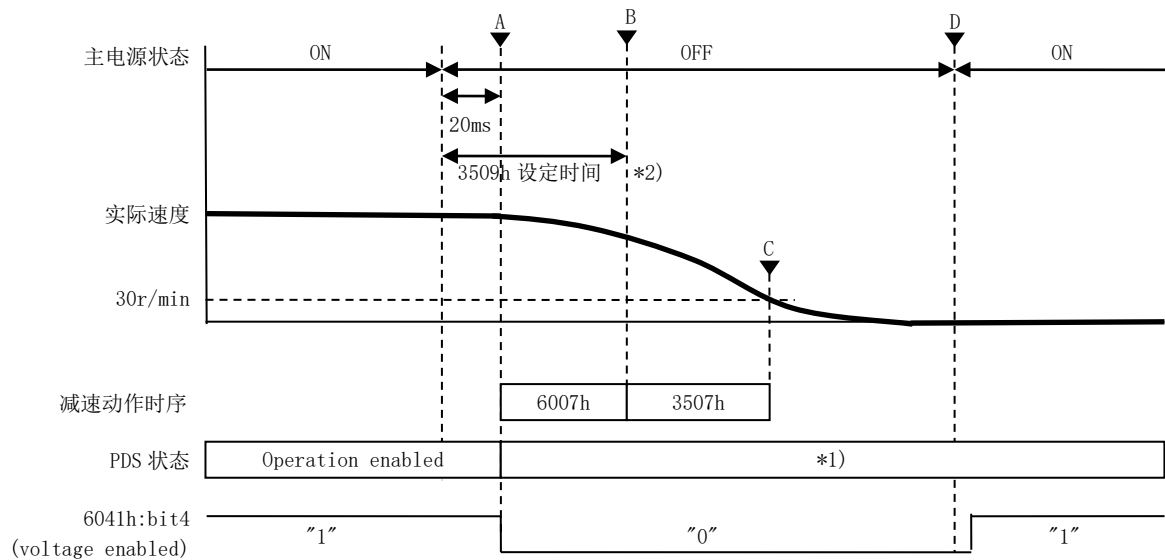 A
B
D
主电源状态
ON
OFF
ON
20ms
3509h 设定时间
*2)
实际速度
C
30r/min
减速动作时序
6007h
3507h
PDS 状态
Operation enabled
*1)
6041h:bit4
(voltage enabled)
"1"
"0"
"1"